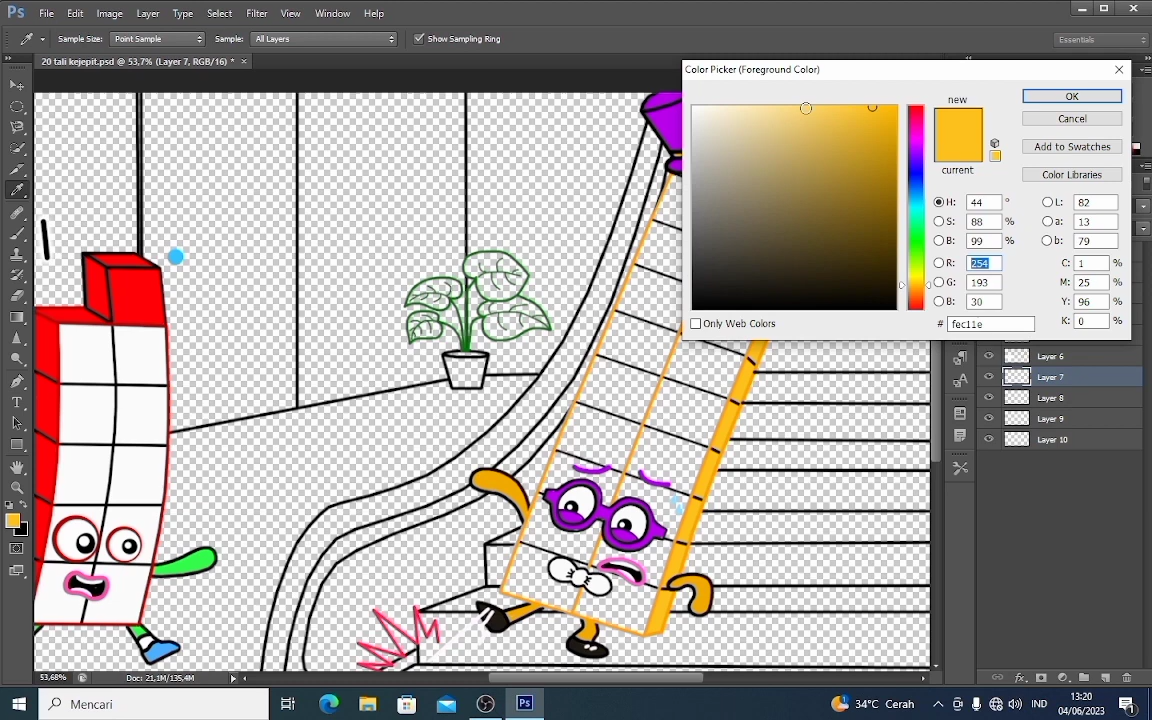 Ps File Edit Image Layer Type Select Filter View Window Help
Sample Size: Point Sample Sample: All Layers Show Sampling Ring Essentials
20 tali kejepit.psd @ 53,7% (Layer 7, RGB/16) * ×
Color Picker (Foreground Color)
new
current
OK
Cancel
Add to Swatches
Color Libraries
H: 44 °
S: 88 %
B: 99 %
R: 254
G: 193
B: 30
L: 82
a: 13
b: 79
C: 1 %
M: 25 %
Y: 96 %
K: 0 %
# fec11e
Only Web Colors
Layer 6
Layer 7
Layer 8
Layer 9
Layer 10
53,68% Doc: 21,1M/135,4M
Mencari
Ps
34°C Cerah
IND
13:20
04/06/2023
1